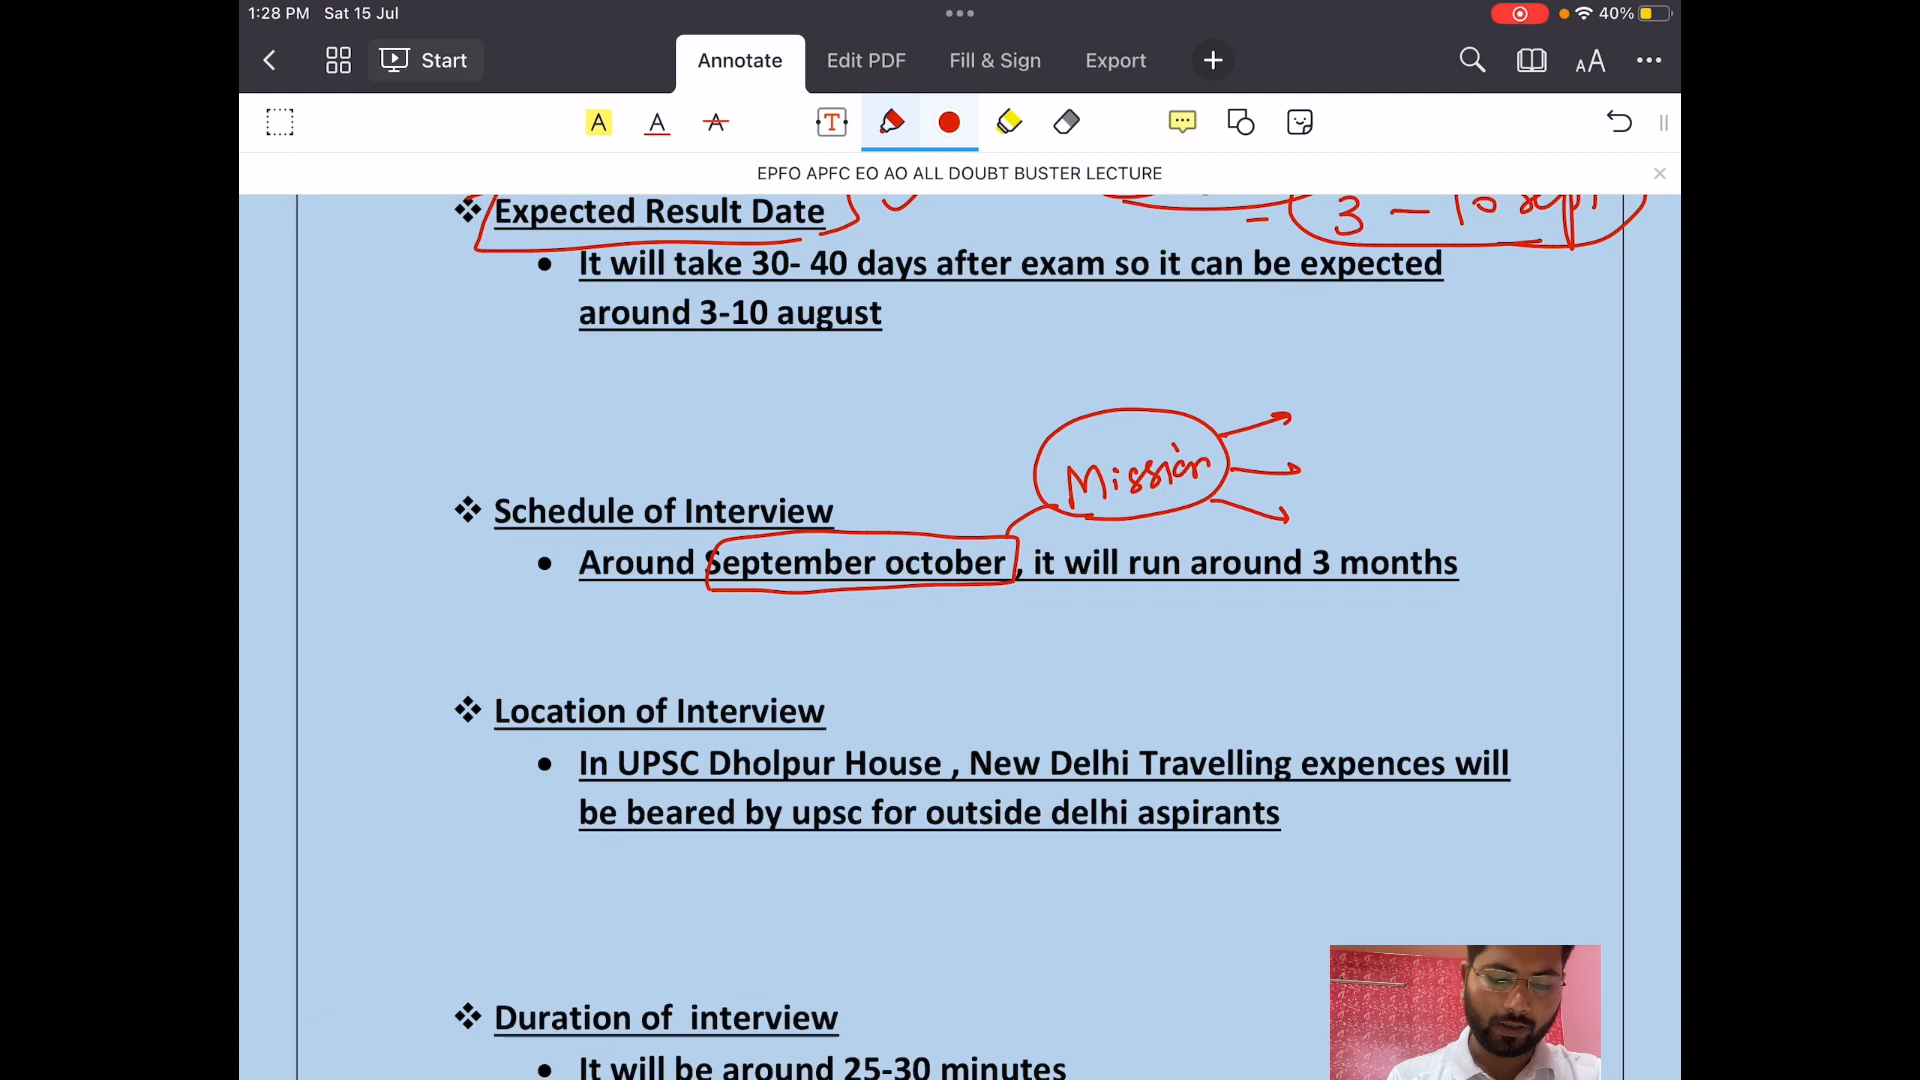 1:28 PM Sat 15 Jul
40%
Start
Annotate
Edit PDF
Fill & Sign
Export
AA
A A A T
EPFO APFC EO AO ALL DOUBT BUSTER LECTURE
Expected Result Date
= 3 - 10 sept
It will take 30- 40 days after exam so it can be expected
around 3-10 august
Mission
Schedule of Interview
Around September october , it will run around 3 months
Location of Interview
In UPSC Dholpur House , New Delhi Travelling expences will
be beared by upsc for outside delhi aspirants
Duration of interview
It will be around 25-30 minutes